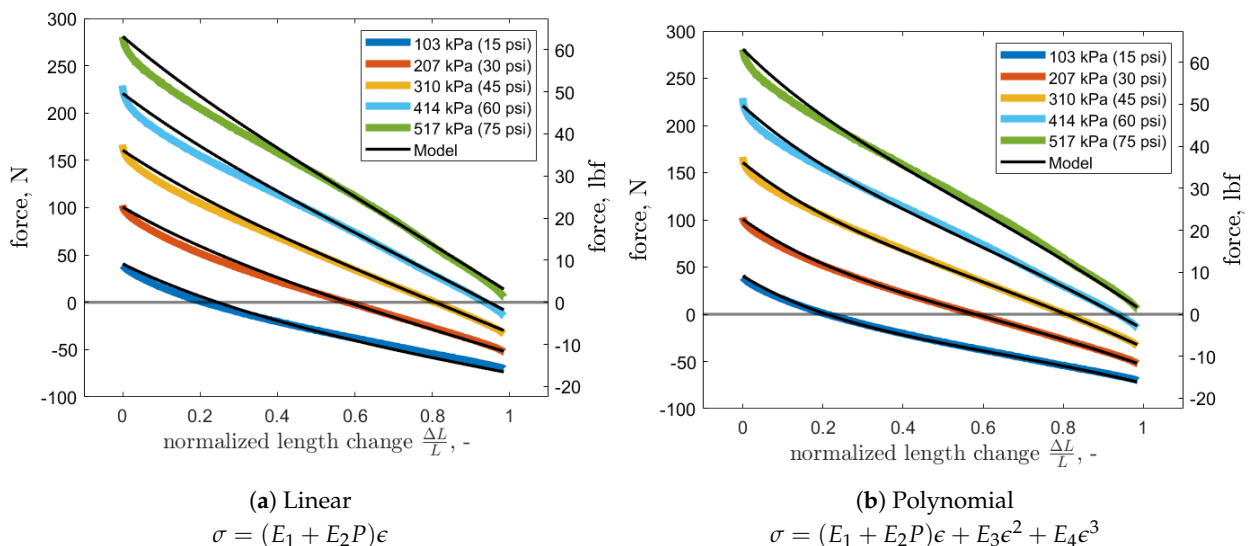 300
250
200
150
100
50
0
-50
-100
force, N
60
50
40
30
20
10
0
-10
-20
force, lbf
103 kPa (15 psi)
207 kPa (30 psi)
310 kPa (45 psi)
414 kPa (60 psi)
517 kPa (75 psi)
Model
0 0.2 0.4 0.6 0.8 1
normalized length change ΔL/L, -
(a) Linear
σ = (E₁ + E₂P)ϵ
300
250
200
150
100
50
0
-50
-100
force, N
60
50
40
30
20
10
0
-10
-20
force, lbf
103 kPa (15 psi)
207 kPa (30 psi)
310 kPa (45 psi)
414 kPa (60 psi)
517 kPa (75 psi)
Model
0 0.2 0.4 0.6 0.8 1
normalized length change ΔL/L, -
(b) Polynomial
σ = (E₁ + E₂P)ϵ + E₃ϵ² + E₄ϵ³